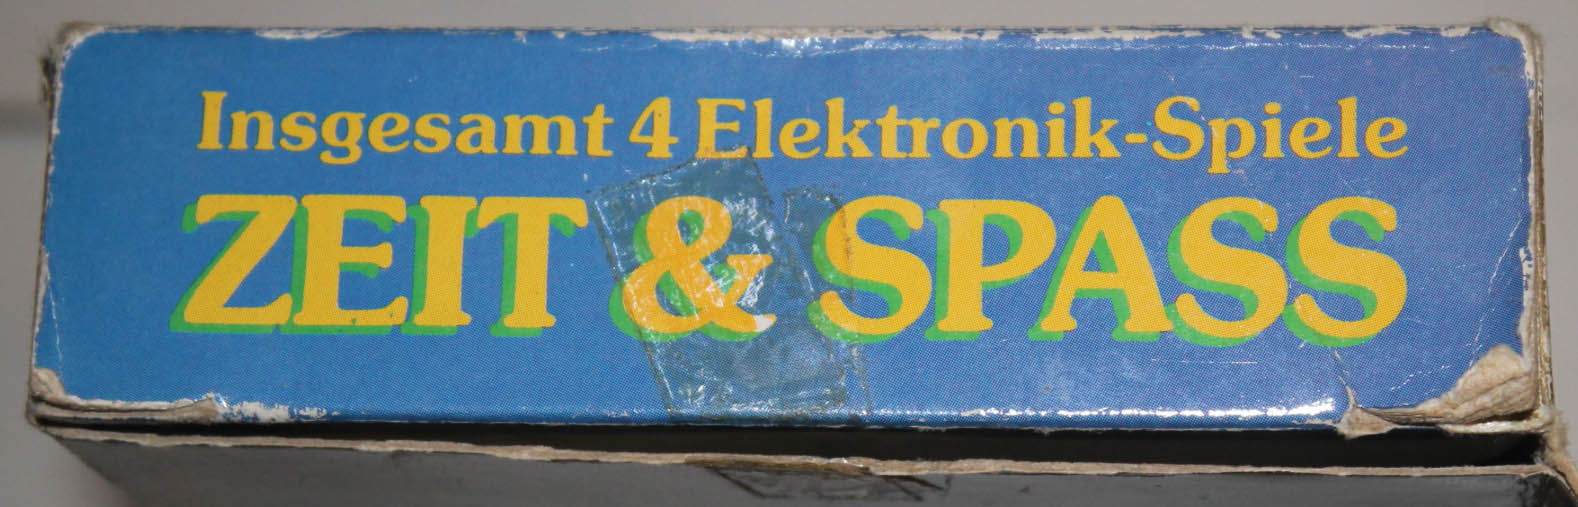 Insgesamt 4 Elektronik-Spiele
ZEIT & SPASS